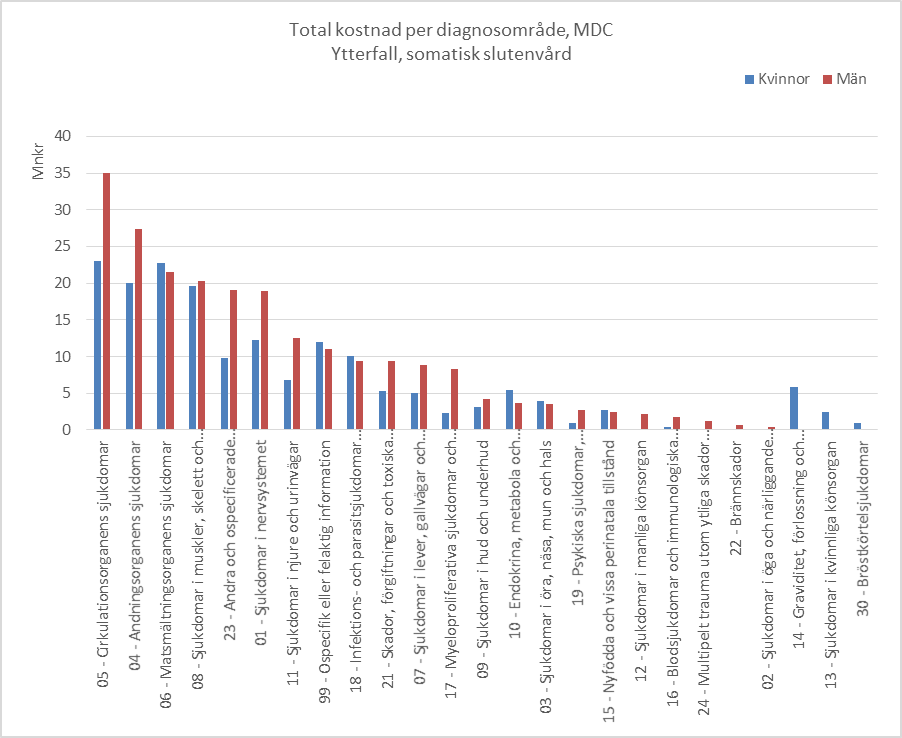 Total kostnad per diagnosområde, MDC
Ytterfall, somatisk slutenvård
Kvinnor
Män
Mlnkr
40
35
30
25
20
15
10
5
0
05 - Cirkulationsorganens sjukdomar
04 - Andningsorganens sjukdomar
06 - Matsmältningsorganens sjukdomar
08 - Sjukdomar i muskler, skelett och…
23 - Andra och ospecificerade…
01 - Sjukdomar i nervsystemet
11 - Sjukdomar i njure och urinvägar
99 - Ospecifik eller felaktig information
18 - Infektions- och parasitsjukdomar…
21 - Skador, förgiftningar och toxiska…
07 - Sjukdomar i lever, gallvägar och…
17 - Myeloproliferativa sjukdomar och…
09 - Sjukdomar i hud och underhud
10 - Endokrina, metabola och…
03 - Sjukdomar i öra, näsa, mun och hals
19 - Psykiska sjukdomar,…
15 - Nyfödda och vissa perinatala tillstånd
12 - Sjukdomar i manliga könsorgan
16 - Blodsjukdomar och immunologiska…
24 - Multipelt trauma utom ytliga skador…
22 - Brännskador
02 - Sjukdomar i öga och närliggande…
14 - Graviditet, förlossning och…
13 - Sjukdomar i kvinnliga könsorgan
30 - Bröstkörtelsjukdomar